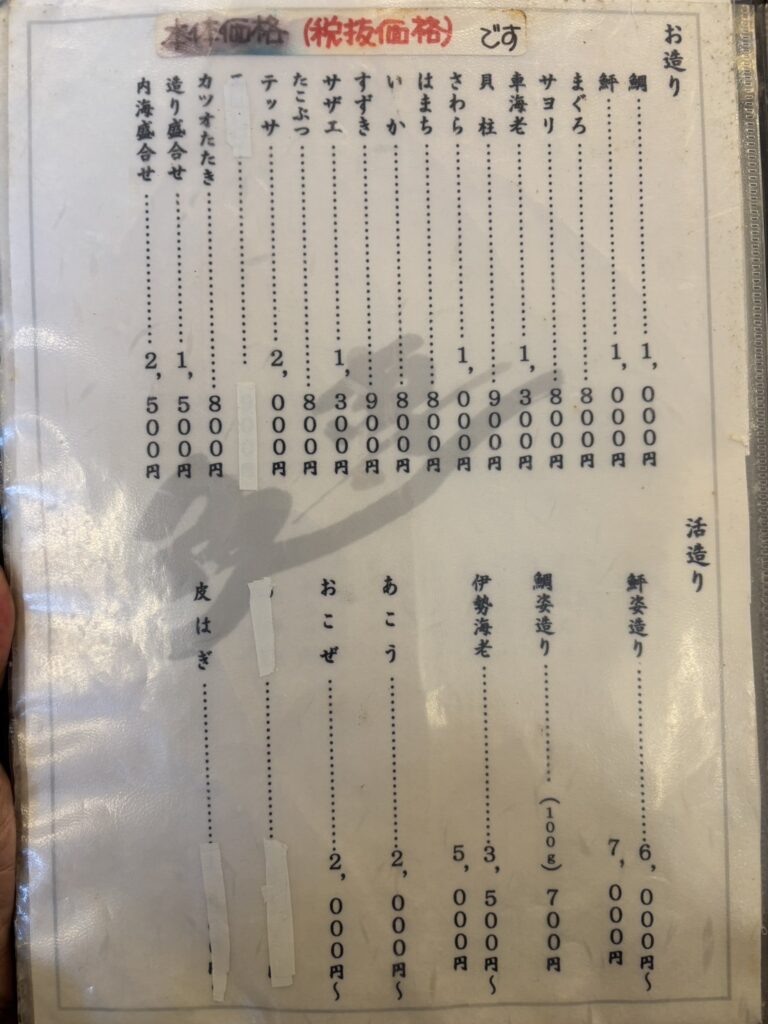 本体価格 (税抜価格) です
お造り
鯛…………1,000円
鮃…………1,000円
まぐろ…………800円
サヨリ…………800円
車海老…………1,300円
貝柱…………900円
さわら…………1,000円
はまち…………800円
いか…………800円
すずき…………900円
サザエ…………1,300円
たこぶつ…………800円
テッサ…………2,000円
カツオたたき…………800円
造り盛合せ…………1,500円
内海盛合せ…………2,500円
活造り
鮃姿造り…………6,000円〜
7,000円
鯛姿造り…………(100g)700円
伊勢海老…………3,500円〜
5,000円
あこう…………2,000円〜
おこぜ…………2,000円〜
皮はぎ…………